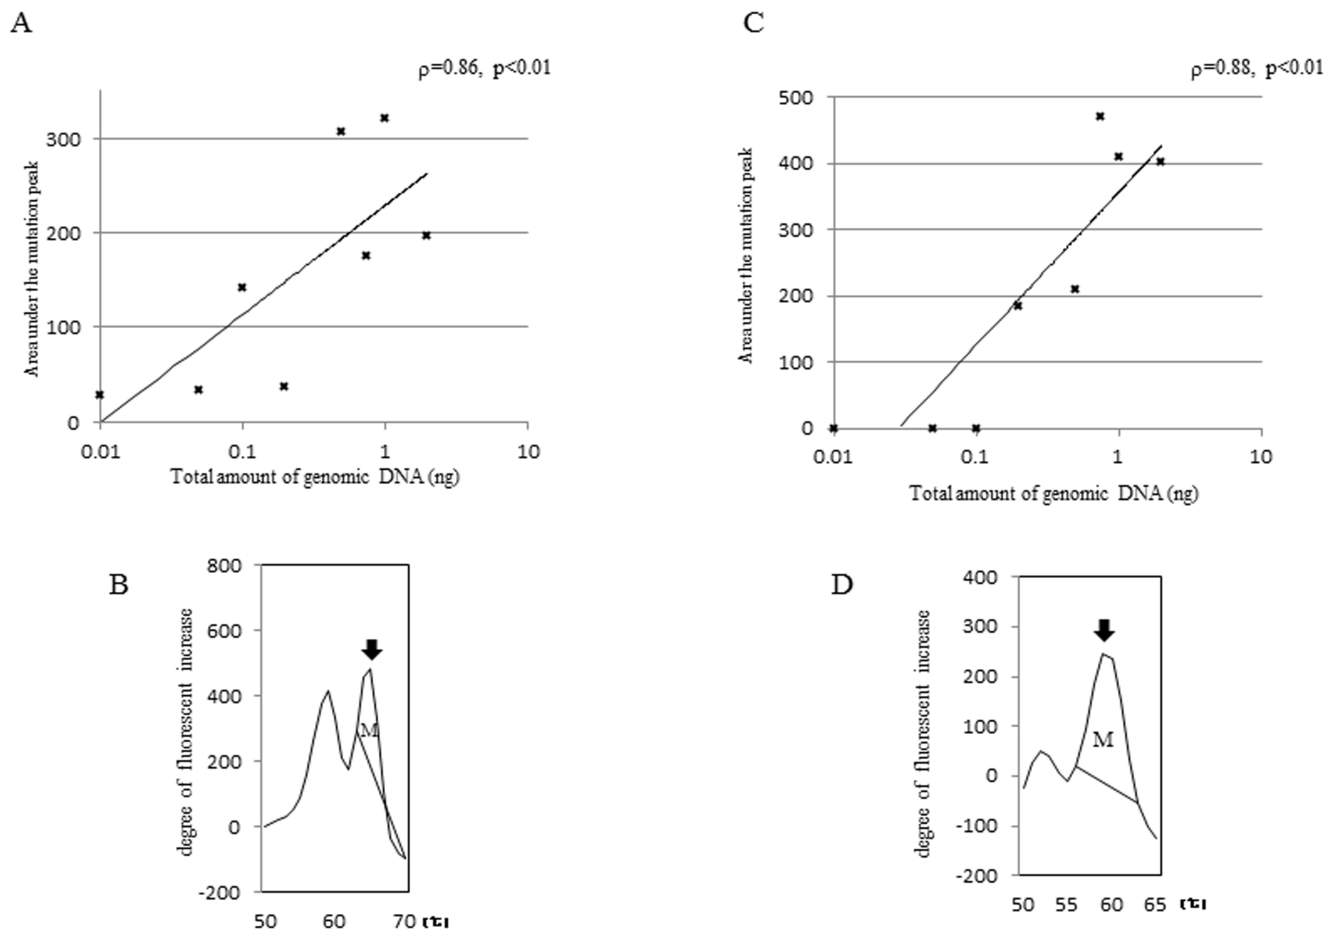 A
ρ=0.86, p<0.01
Area under the mutation peak
300
200
100
0
0.01 0.1 1 10
Total amount of genomic DNA (ng)
C
ρ=0.88, p<0.01
Area under the mutation peak
500
400
300
200
100
0
0.01 0.1 1 10
Total amount of genomic DNA (ng)
B
degree of fluorescent increase
800
600
400
200
0
-200
M
50 60 70
D
degree of fluorescent increase
400
300
200
100
0
-100
-200
M
50 55 60 65